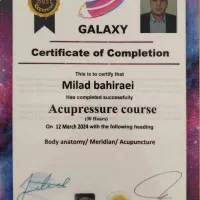 GALAXY
Certificate of Completion
This is to certify that
Milad bahiraei
Has completed successfully
Acupressure course
On 12 March 2024 with the following heading
Body anatomy/ Meridian/ Acupuncture